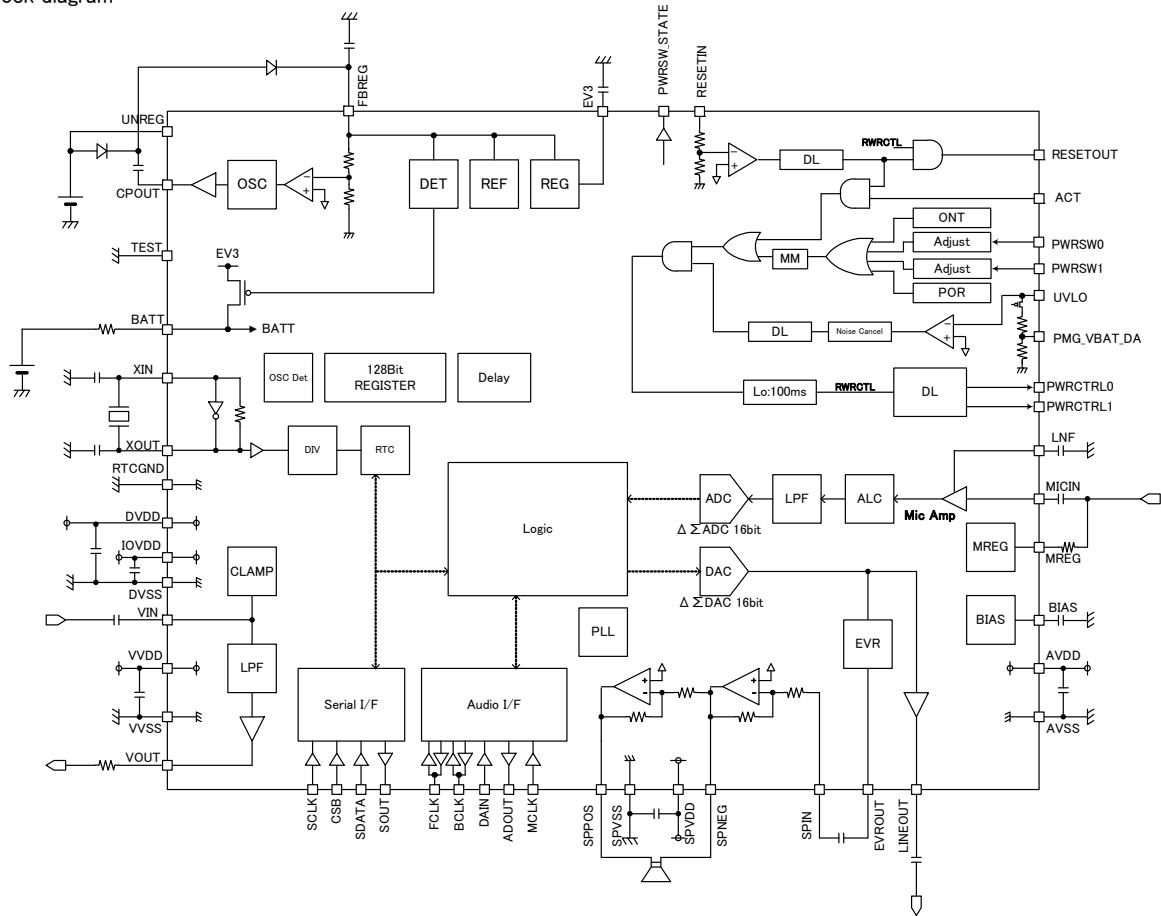 ock diagram
PWRSW_STATE
RESETIN
FBREG
EV3
UNREG
CPOUT
OSC
DET
REF
REG
DL
RWRCTL
RESETOUT
ACT
TEST
EV3
ONT
Adjust
PWRSW0
MM
Adjust
PWRSW1
POR
UVLO
BATT
BATT
DL
Noise Cancel
PMG_VBAT_DA
XIN
OSC Det
128Bit
REGISTER
Delay
Lo:100ms
RWRCTL
DL
PWRCTRL0
PWRCTRL1
XOUT
DIV
RTC
LNF
RTCGND
Logic
ADC
LPF
ALC
Mic Amp
MICIN
ΔΣADC 16bit
DVDD
IOVDD
DVSS
CLAMP
MREG
MREG
DAC
ΔΣDAC 16bit
VIN
PLL
EVR
BIAS
BIAS
VVDD
LPF
AVDD
VVSS
Serial I/F
Audio I/F
AVSS
VOUT
SCLK
CSB
SDATA
SOUT
FCLK
BCLK
DAIN
ADOUT
MCLK
SPPOS
SPVSS
SPVDD
SPNEG
SPIN
EVROUT
LINEOUT